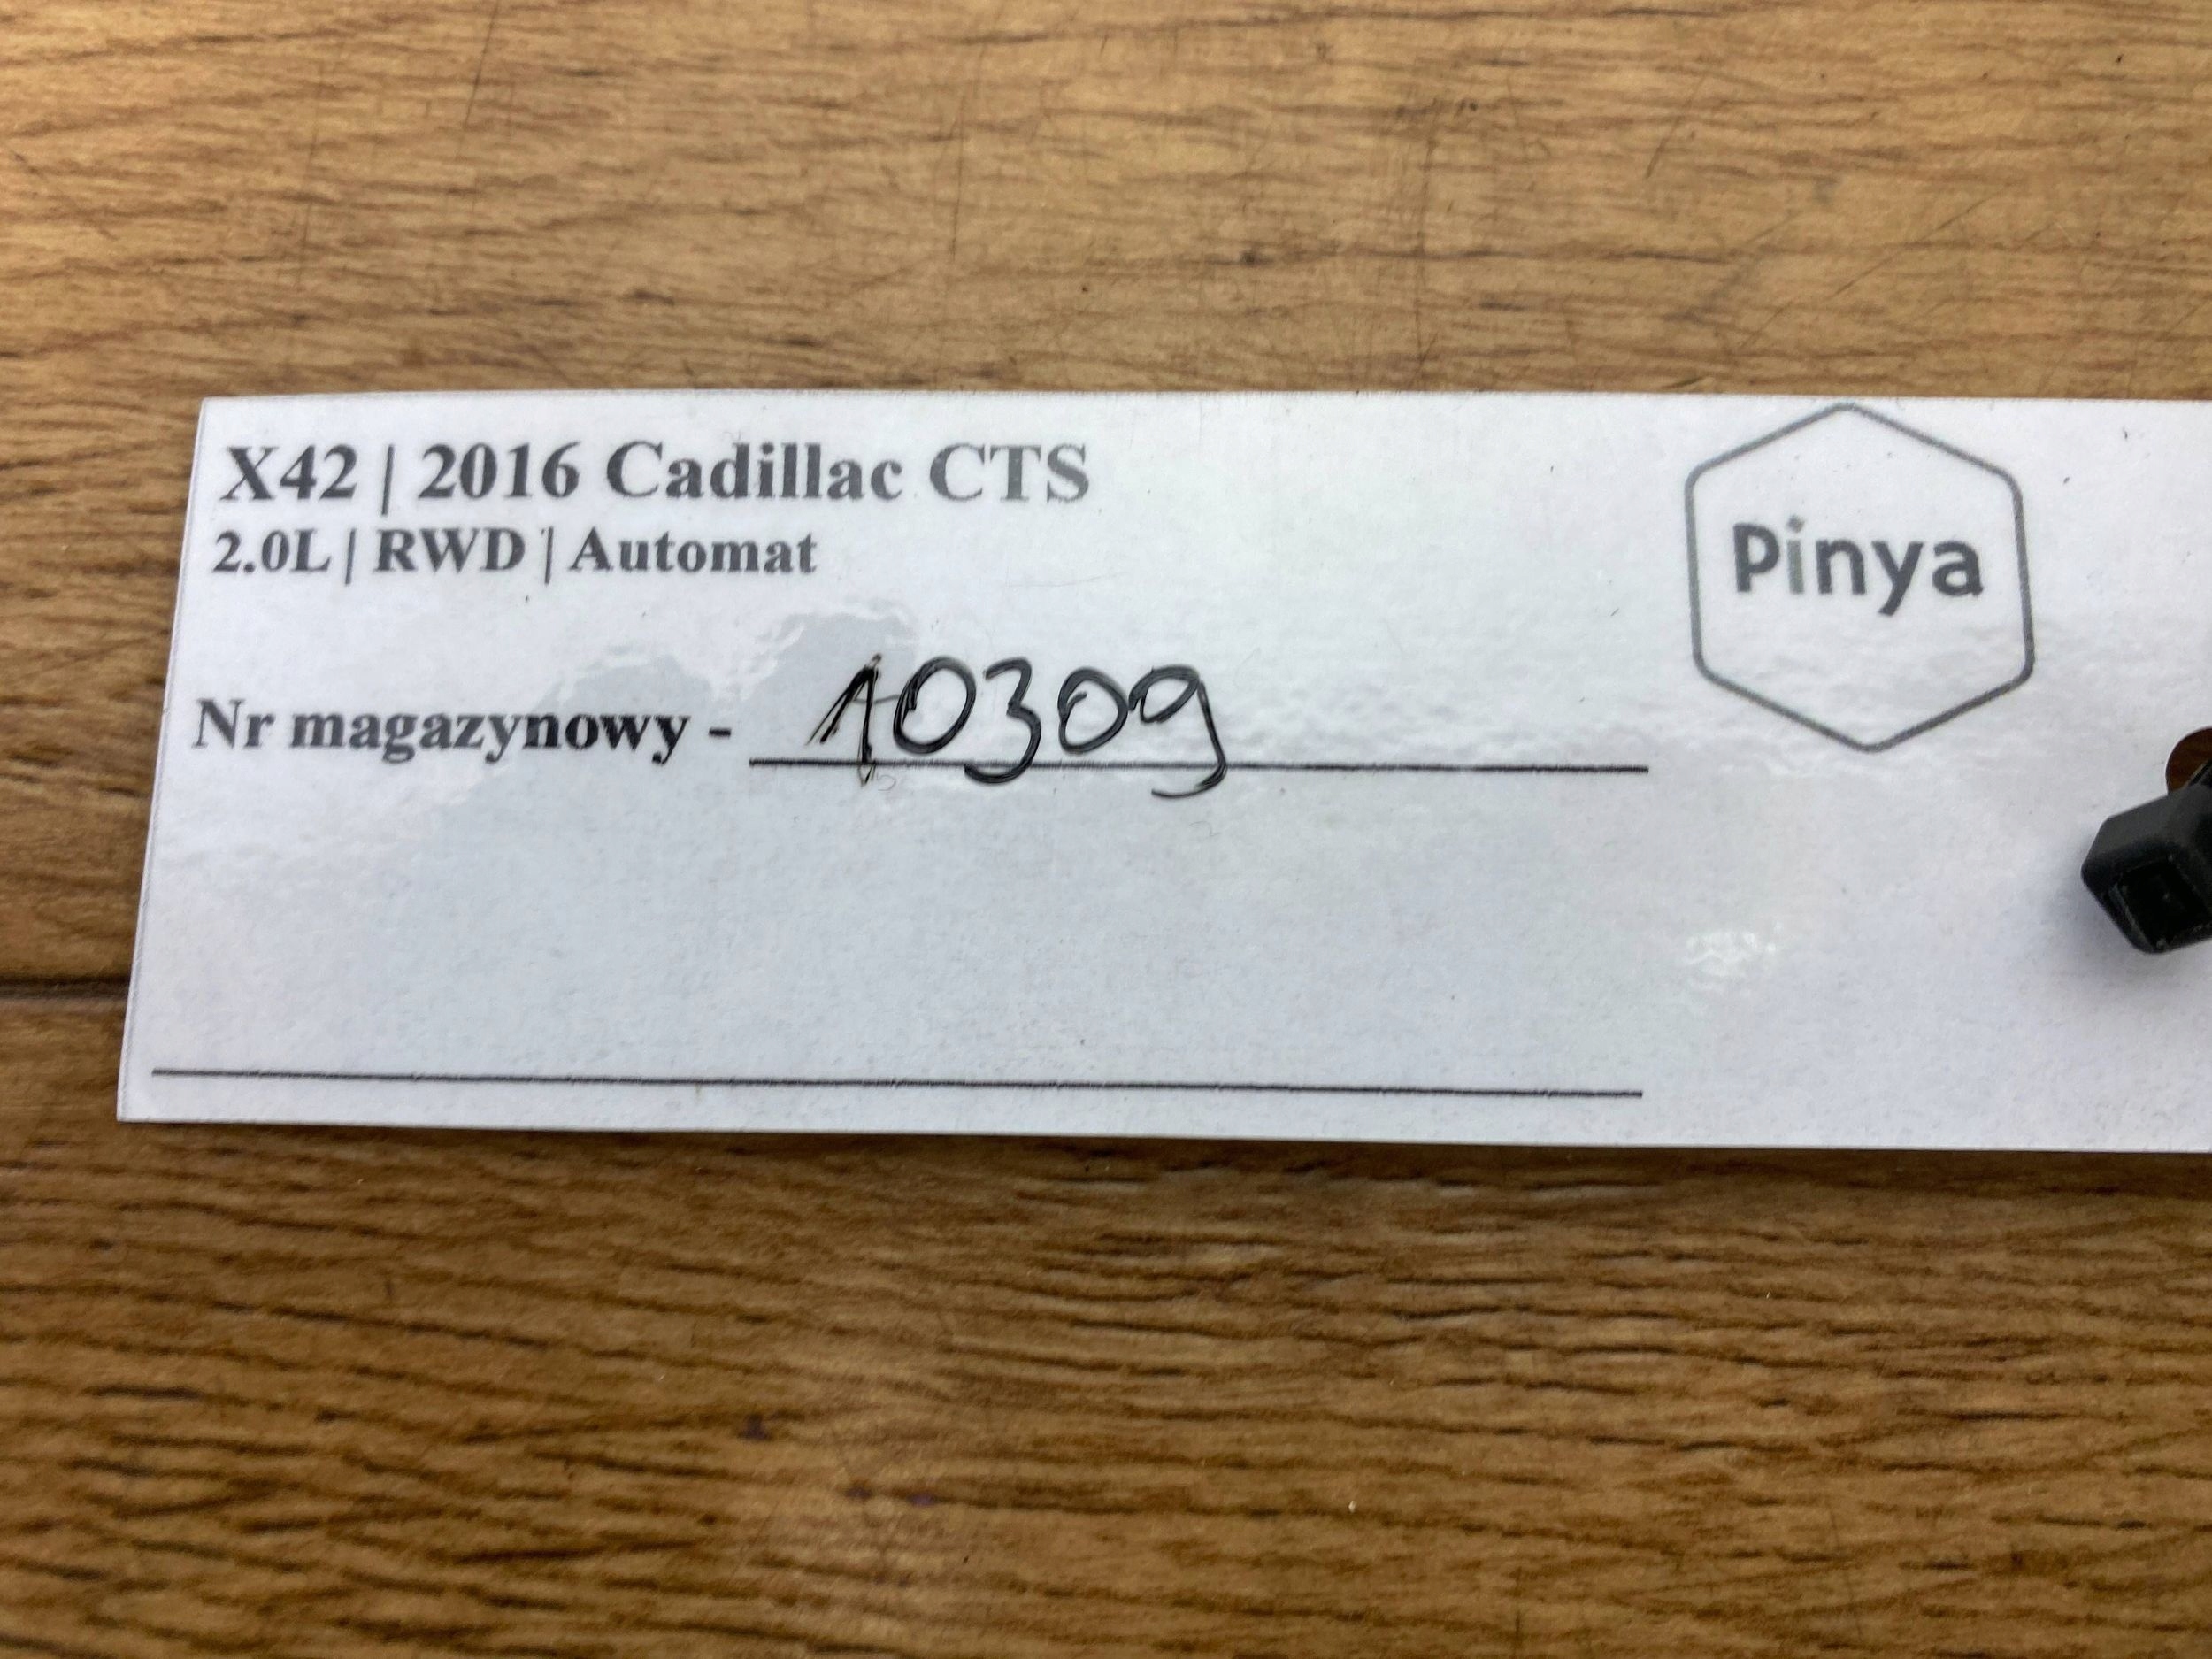 X42 | 2016 Cadillac CTS
2.0L | RWD | Automat
Nr magazynowy - 10309
Pinya